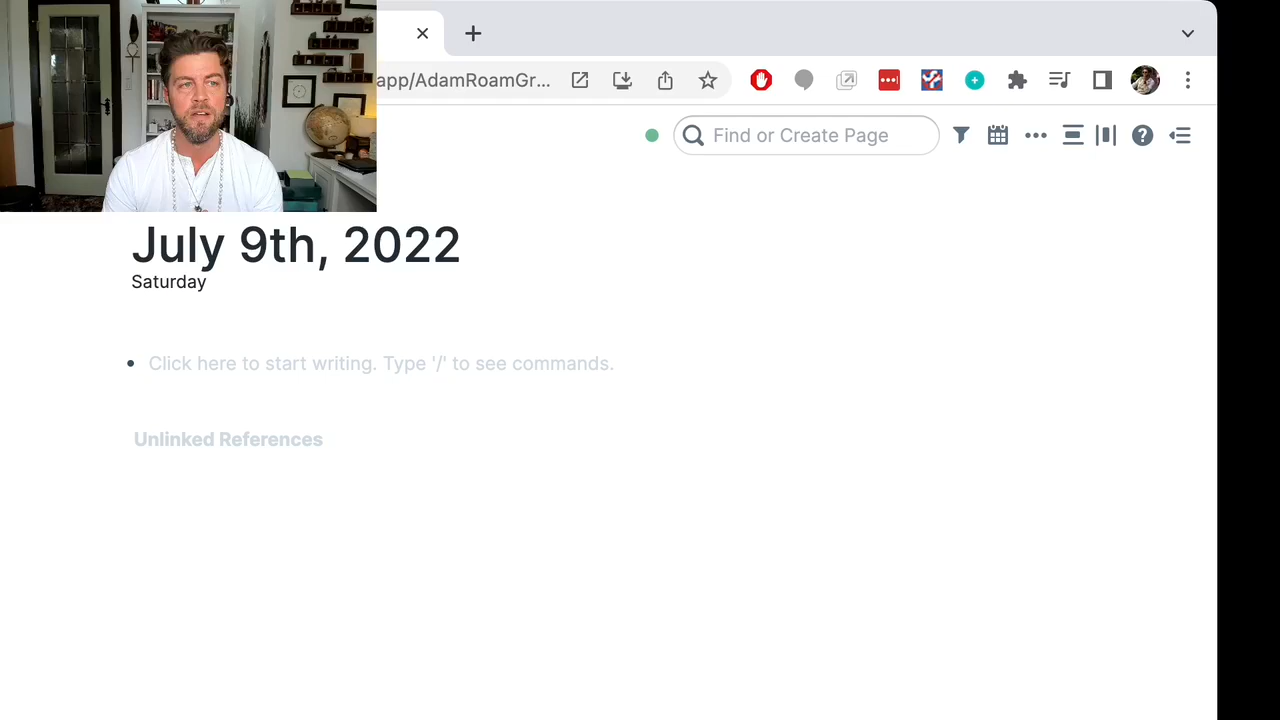 app/AdamRoamGr...
Find or Create Page
July 9th, 2022
Saturday
Click here to start writing. Type '/' to see commands.
Unlinked References